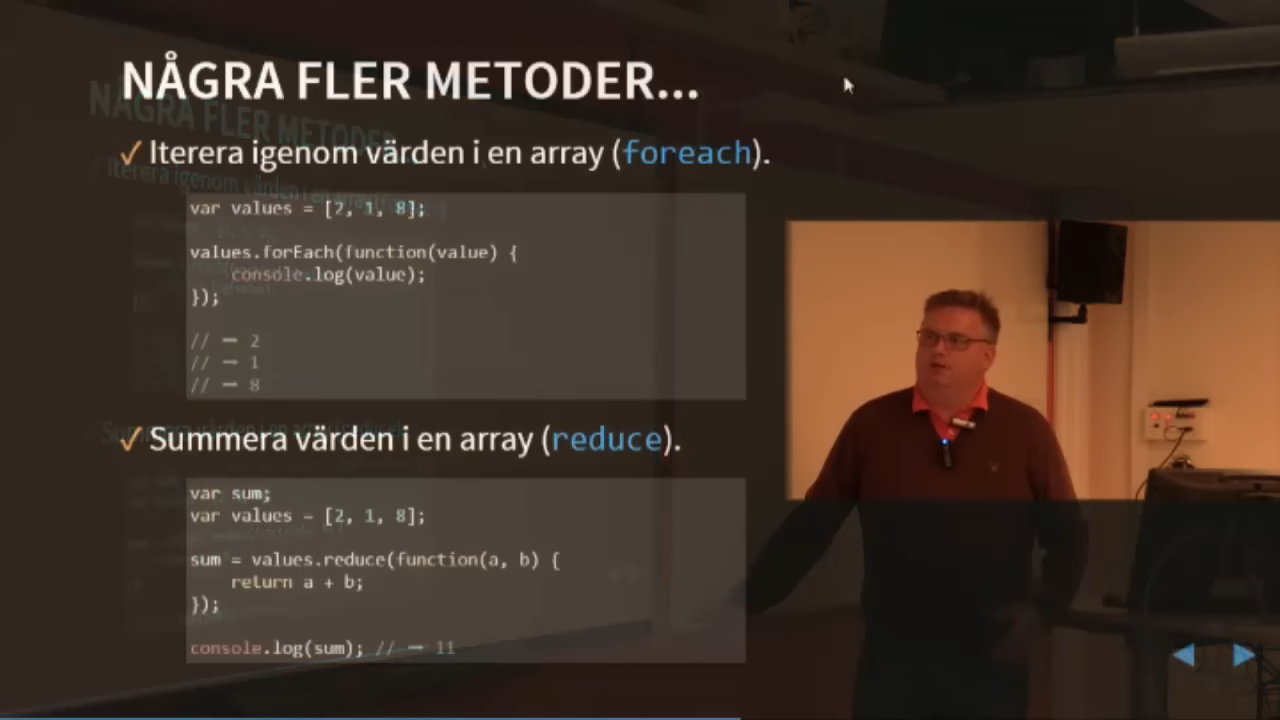 NÅGRA FLER METODER...
✓ Iterera igenom värden i en array (foreach).
var values = [2, 1, 8];
values.forEach(function(value) {
    console.log(value);
});
// ⟶ 2
// ⟶ 1
// ⟶ 8
✓ Summera värden i en array (reduce).
var sum;
var values = [2, 1, 8];
sum = values.reduce(function(a, b) {
    return a + b;
});
console.log(sum); // ⟶ 11